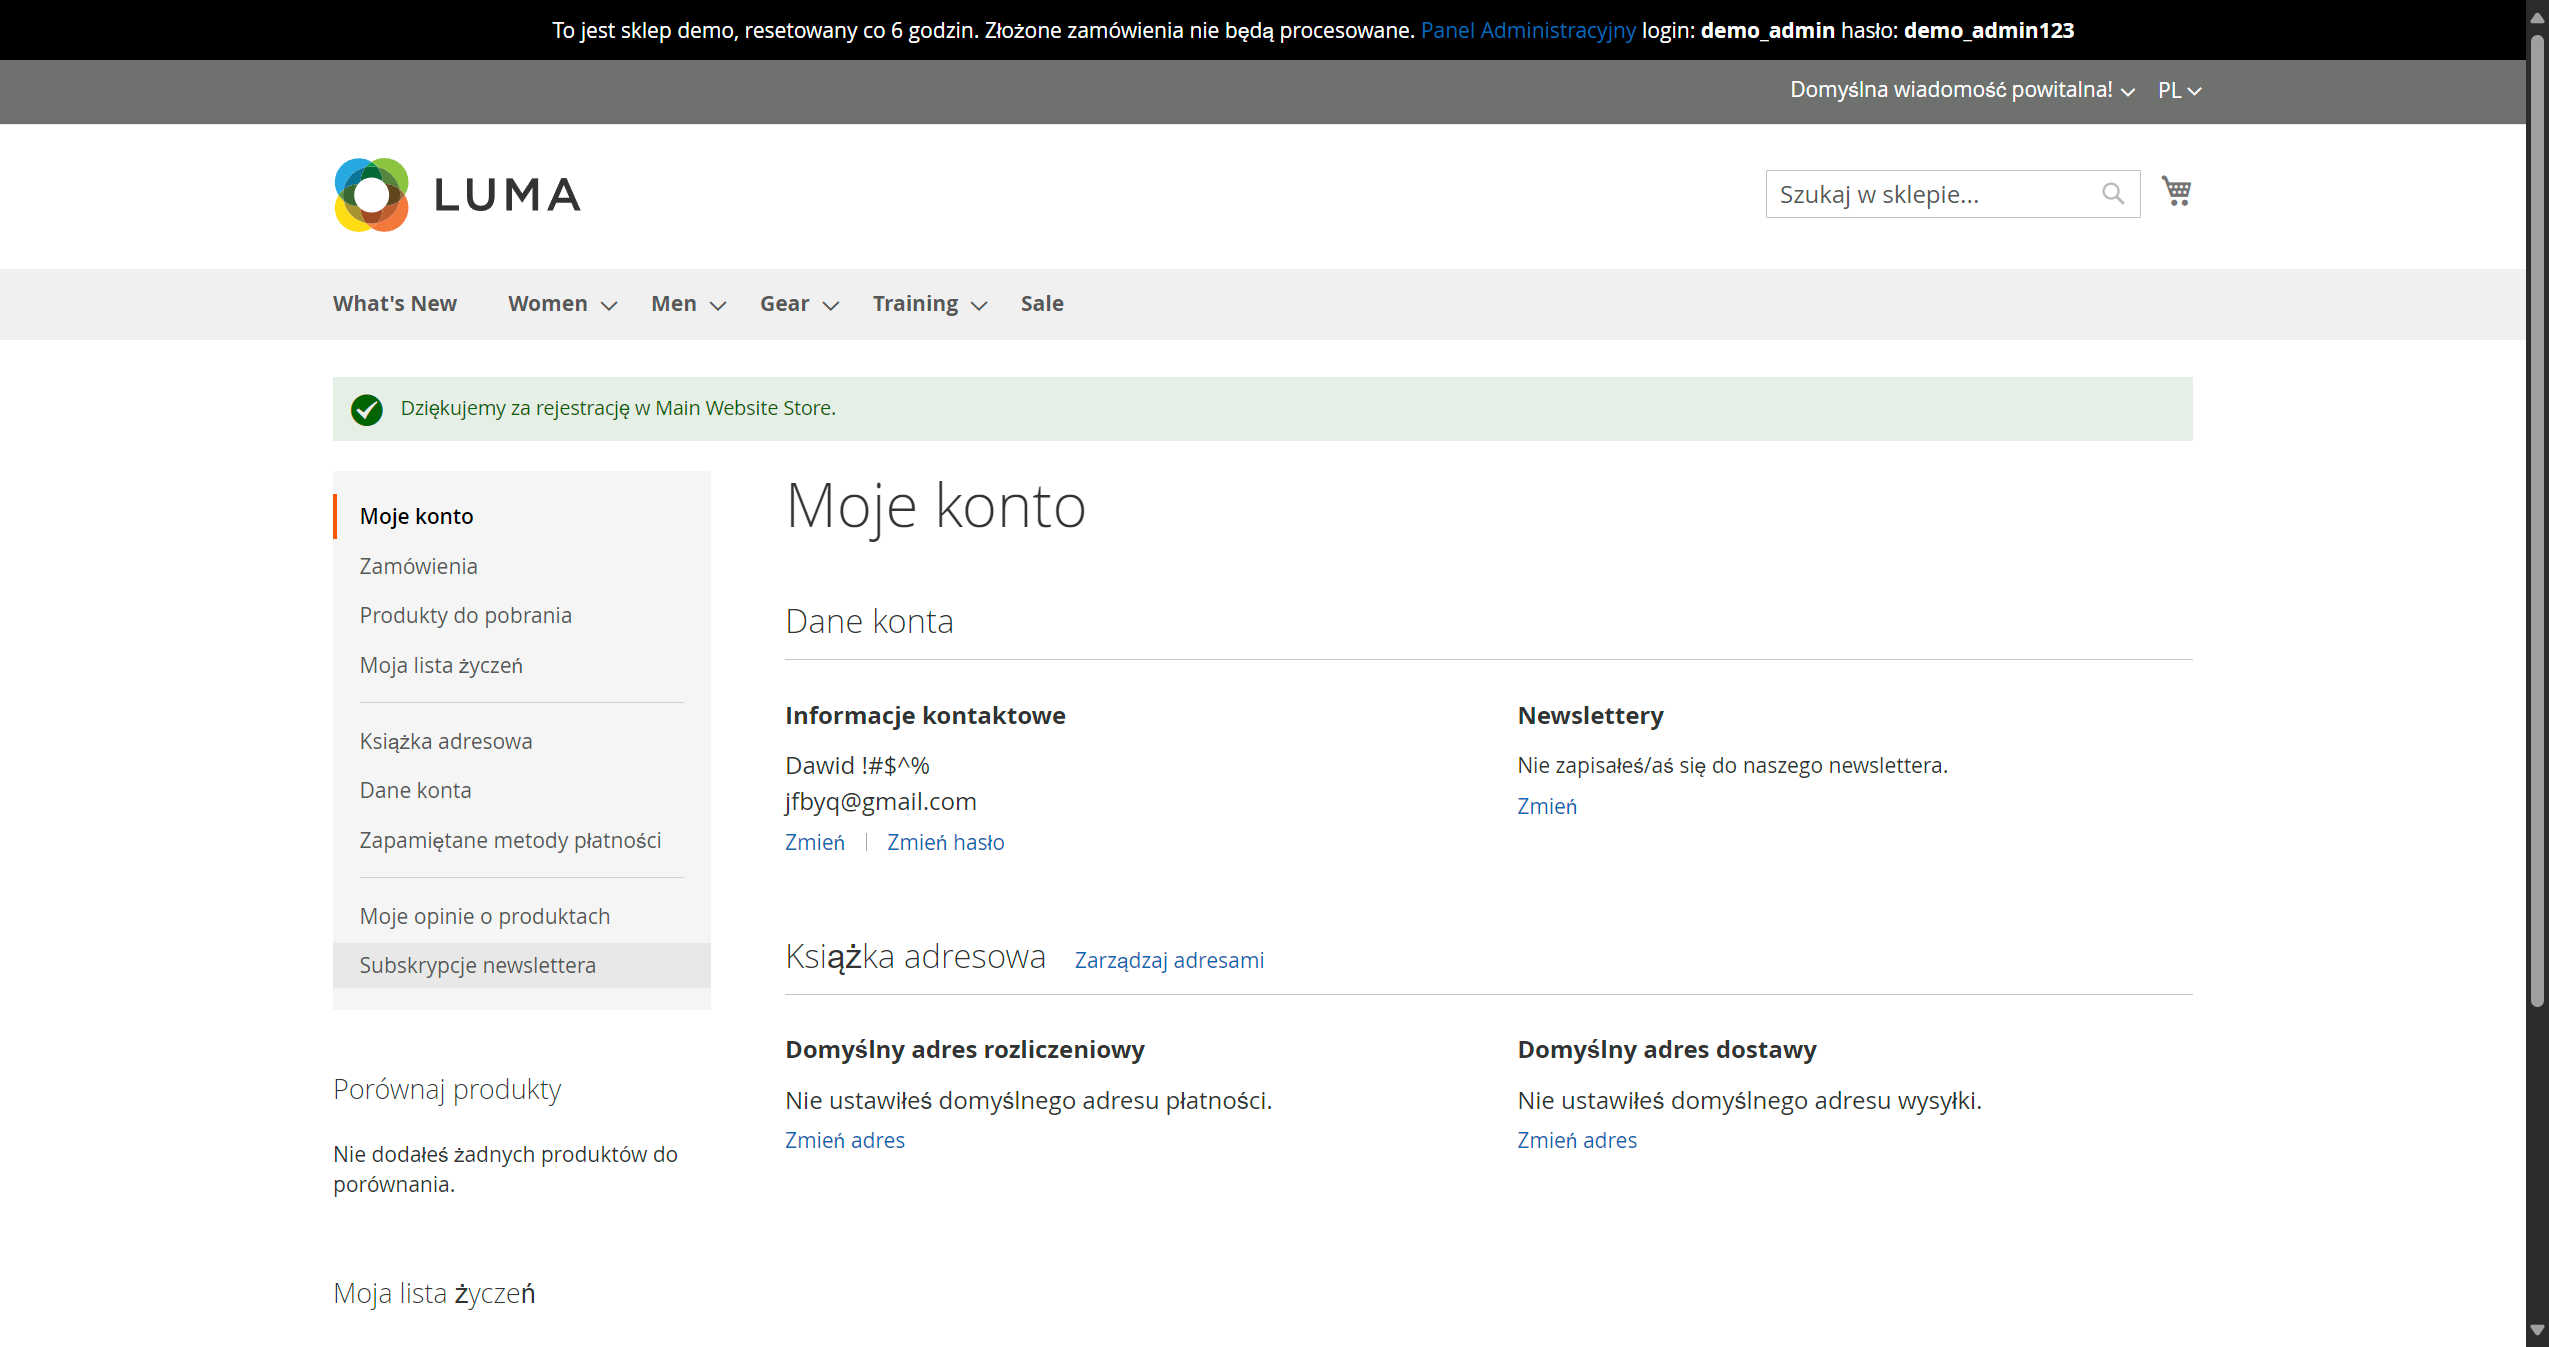 To jest sklep demo, resetowany co 6 godzin. Złożone zamówienia nie będą procesowane. Panel Administracyjny login: demo_admin hasło: demo_admin123
Domyślna wiadomość powitalna! PL
LUMA
Szukaj w sklepie...
What's New Women Men Gear Training Sale
Dziękujemy za rejestrację w Main Website Store.
Moje konto
Zamówienia
Produkty do pobrania
Moja lista życzeń
Książka adresowa
Dane konta
Zapamiętane metody płatności
Moje opinie o produktach
Subskrypcje newslettera
Porównaj produkty
Nie dodałeś żadnych produktów do
porównania.
Moja lista życzeń
Moje konto
Dane konta
Informacje kontaktowe
Dawid !#$^%
jfbyq@gmail.com
Zmień Zmień hasło
Newslettery
Nie zapisałeś/aś się do naszego newslettera.
Zmień
Książka adresowa Zarządzaj adresami
Domyślny adres rozliczeniowy
Nie ustawiłeś domyślnego adresu płatności.
Zmień adres
Domyślny adres dostawy
Nie ustawiłeś domyślnego adresu wysyłki.
Zmień adres